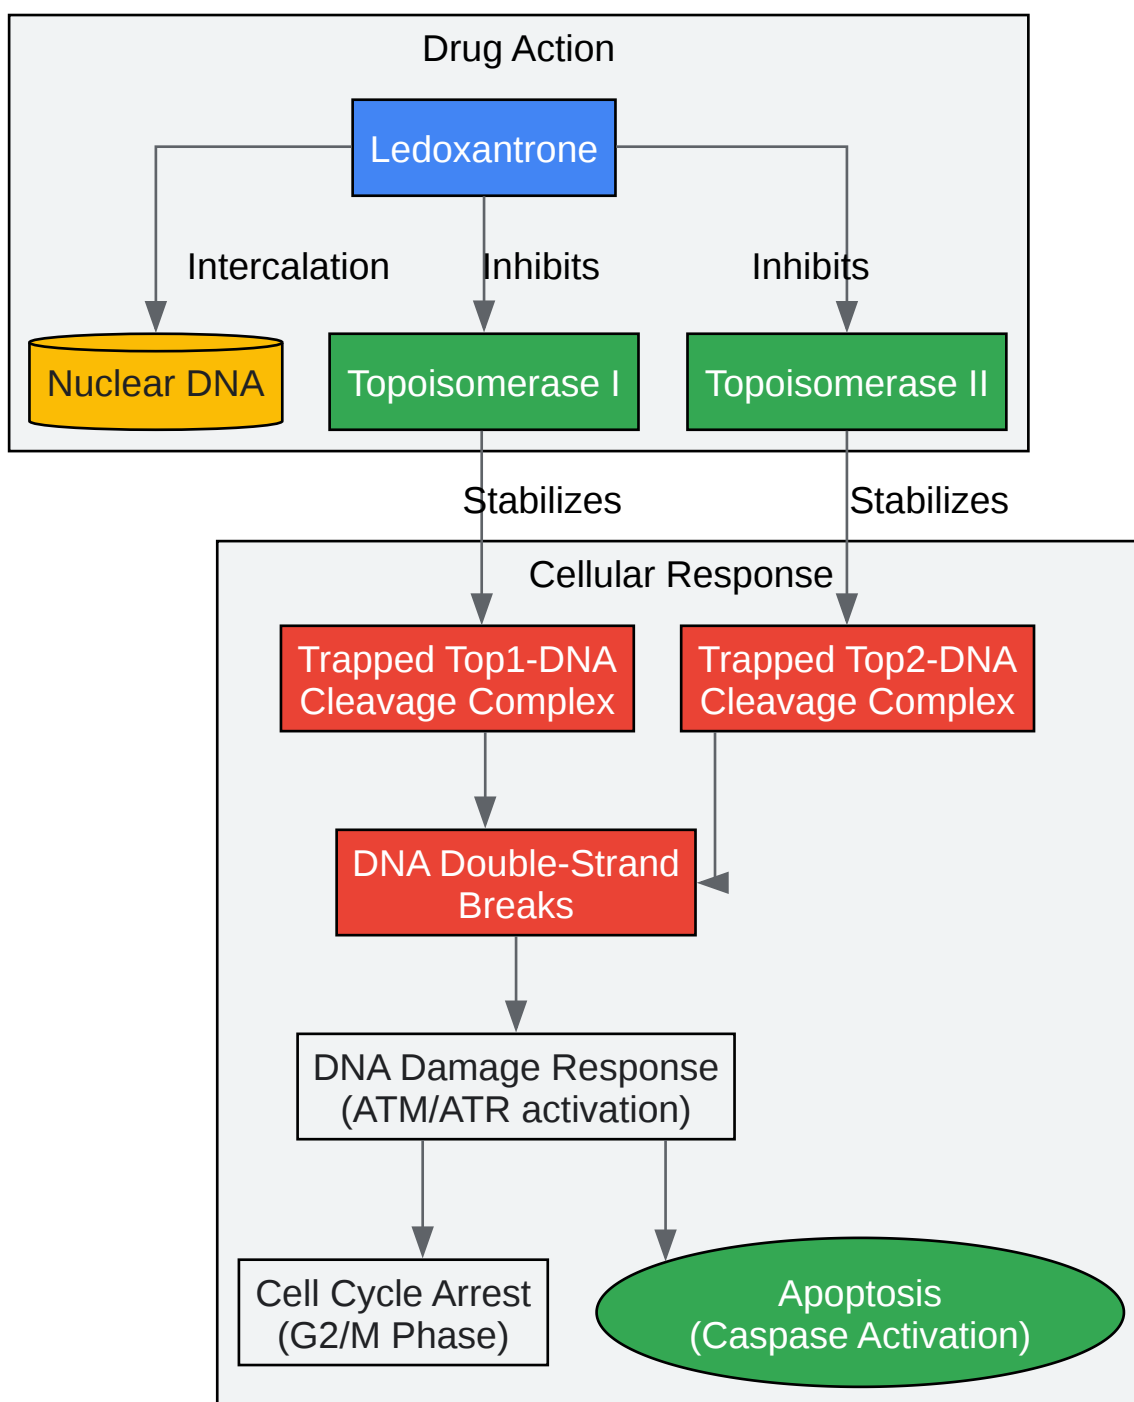 Drug Action
Ledoxantrone
Intercalation
Inhibits
Inhibits
Nuclear DNA
Topoisomerase I
Topoisomerase II
Stabilizes
Stabilizes
Cellular Response
Trapped Top1-DNA
Cleavage Complex
Trapped Top2-DNA
Cleavage Complex
DNA Double-Strand
Breaks
DNA Damage Response
(ATM/ATR activation)
Cell Cycle Arrest
(G2/M Phase)
Apoptosis
(Caspase Activation)